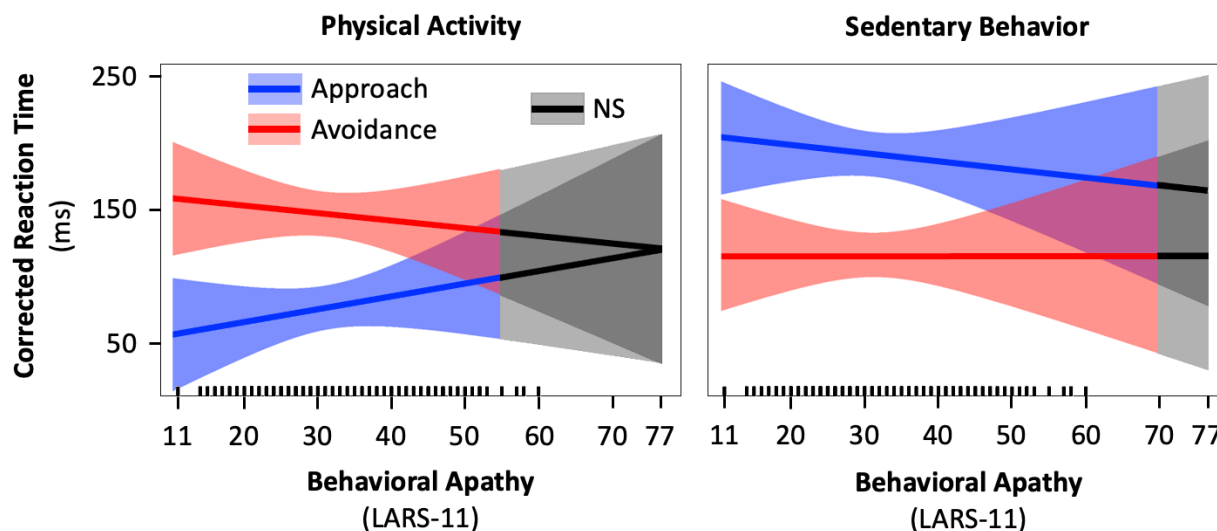 Physical Activity
Sedentary Behavior
Corrected Reaction Time
(ms)
250
150
50
Approach
Avoidance
NS
11 20 30 40 50 60 70 77
11 20 30 40 50 60 70 77
Behavioral Apathy
(LARS-11)
Behavioral Apathy
(LARS-11)